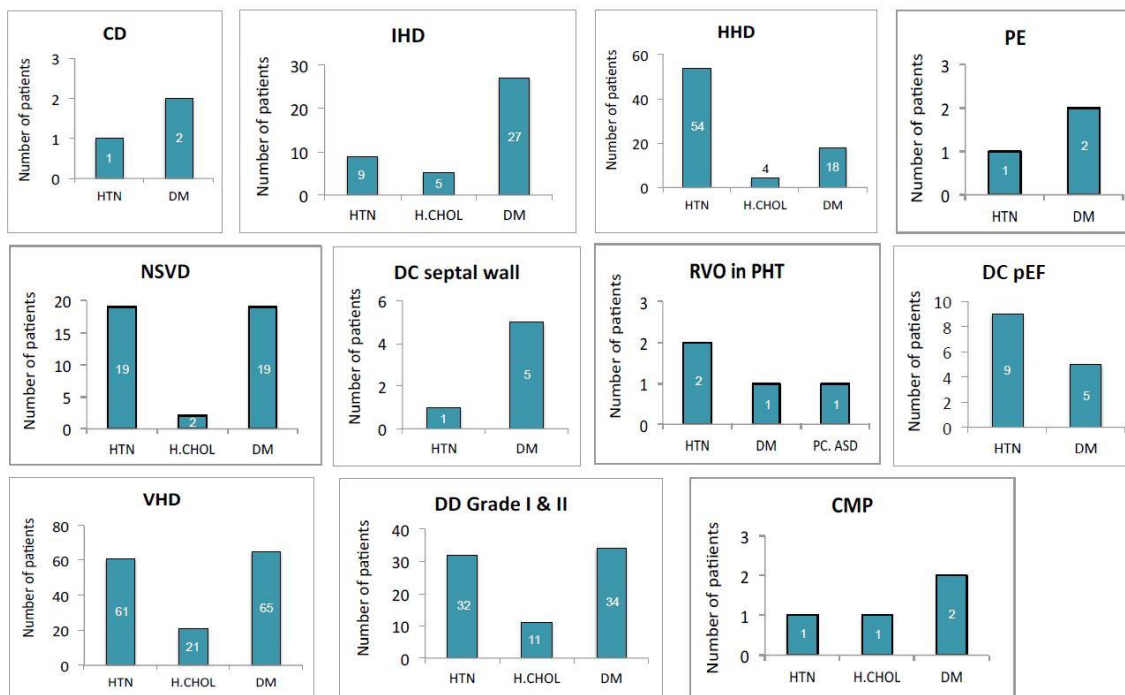 CD
Number of patients
3
2
1
0
1
2
HTN DM
IHD
Number of patients
30
20
10
0
9
5
27
HTN H.CHOL DM
HHD
Number of patients
60
40
20
0
54
4
18
HTN H.CHOL DM
PE
Number of patients
3
2
1
0
1
2
HTN DM
NSVD
Number of patients
20
15
10
5
0
19
2
19
HTN H.CHOL DM
DC septal wall
Number of patients
6
4
2
0
1
5
HTN DM
RVO in PHT
Number of patients
3
2
1
0
2
1
1
HTN DM PC. ASD
DC pEF
Number of patients
10
8
6
4
2
0
9
5
HTN DM
VHD
Number of patients
80
60
40
20
0
61
21
65
HTN H.CHOL DM
DD Grade I & II
Number of patients
40
30
20
10
0
32
11
34
HTN H.CHOL DM
CMP
Number of patiients
3
2
1
0
1
1
2
HTN H.CHOL DM